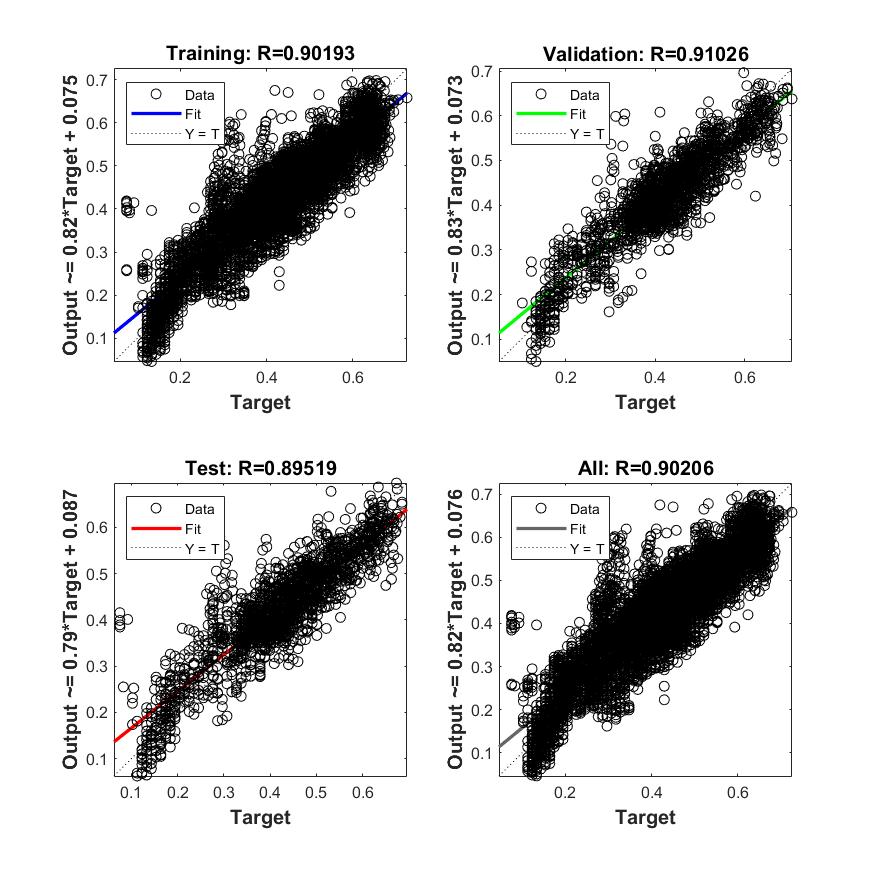 Training: R=0.90193
Output ~= 0.82*Target + 0.075
0.7
0.6
0.5
0.4
0.3
0.2
0.1
Data
Fit
Y = T
0.2
0.4
0.6
Target
Validation: R=0.91026
Output ~= 0.83*Target + 0.073
0.7
0.6
0.5
0.4
0.3
0.2
0.1
Data
Fit
Y = T
0.2
0.4
0.6
Target
Test: R=0.89519
Output ~= 0.79*Target + 0.087
0.6
0.5
0.4
0.3
0.2
0.1
Data
Fit
Y = T
0.1
0.2
0.3
0.4
0.5
0.6
Target
All: R=0.90206
Output ~= 0.82*Target + 0.076
0.7
0.6
0.5
0.4
0.3
0.2
0.1
Data
Fit
Y = T
0.2
0.4
0.6
Target